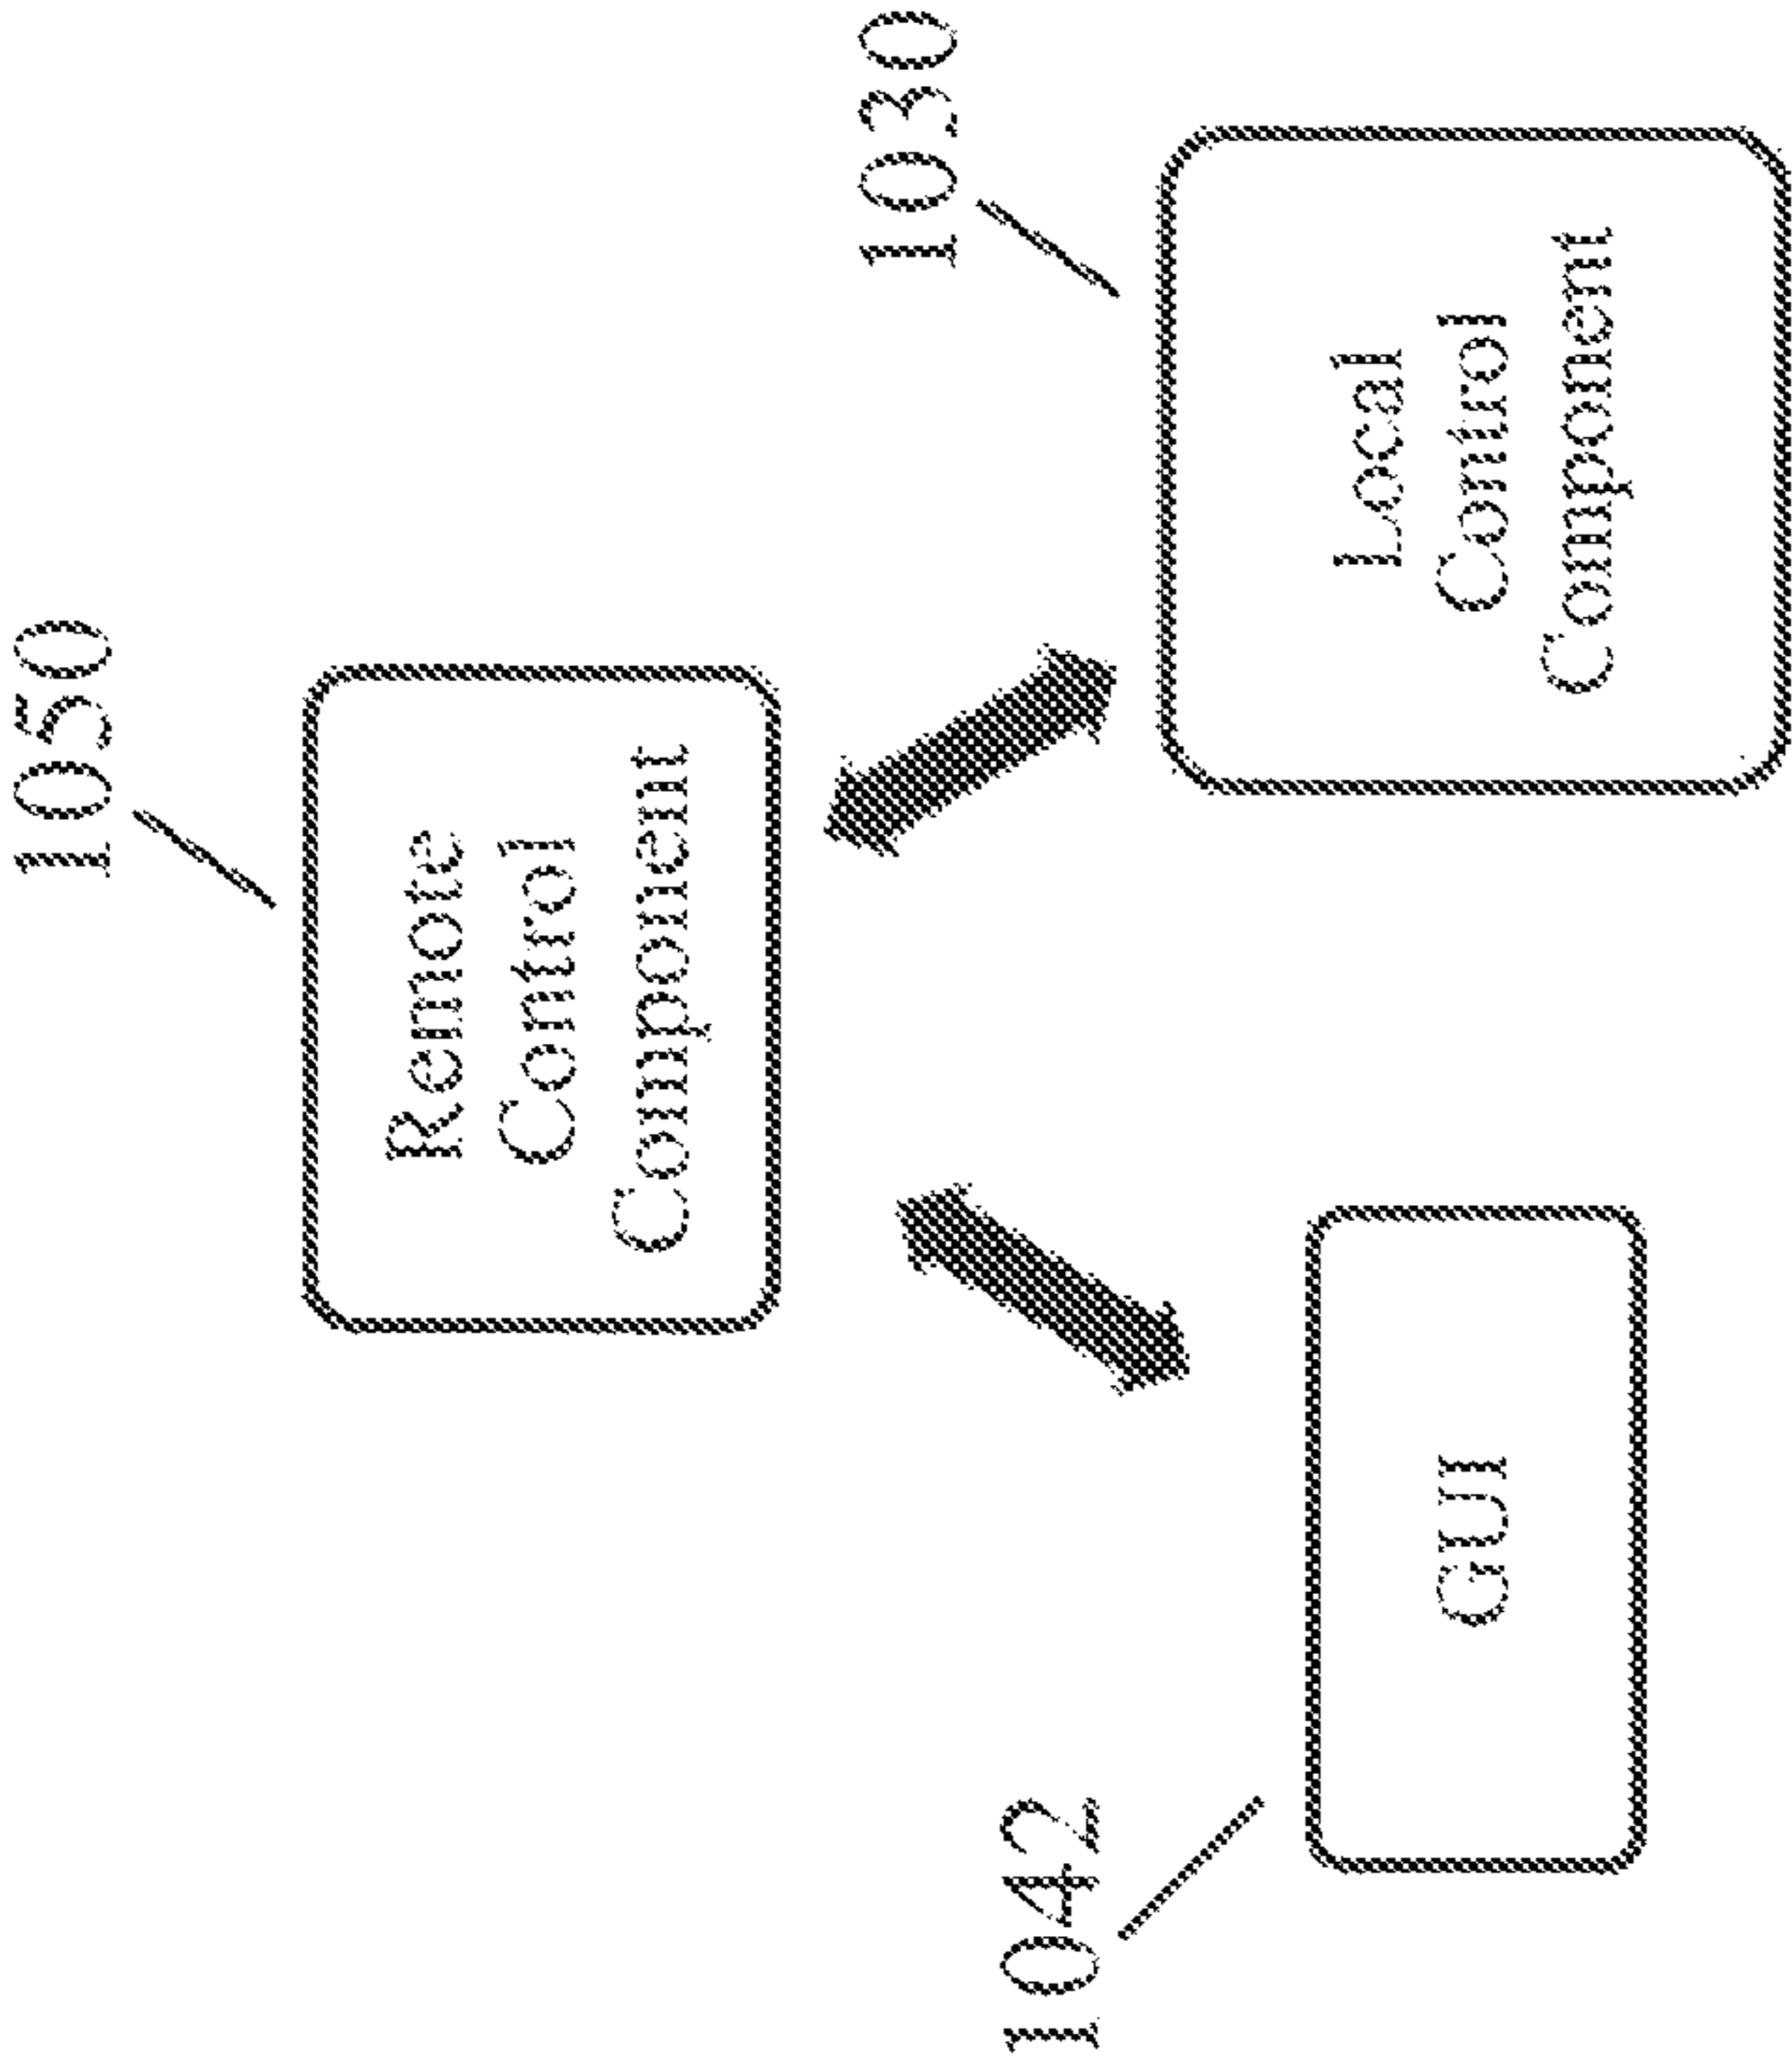 1050
Remote
Control
Component
1030
Local
Control
Component
1042
GUI